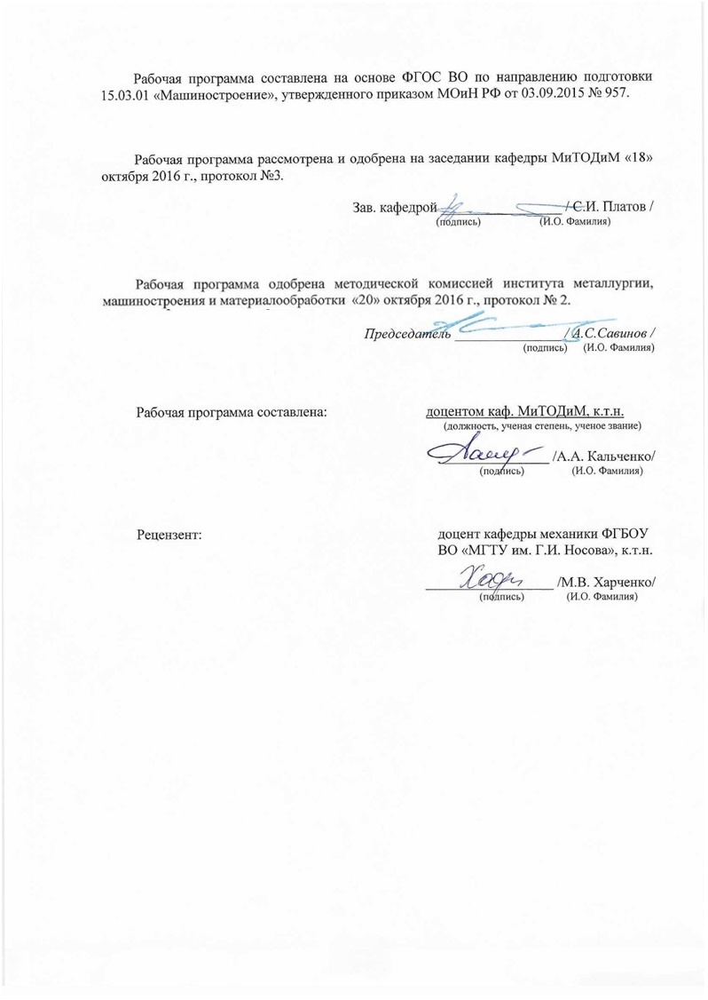 Рабочая программа составлена на основе ФГОС ВО по направлению подготовки
15.03.01 «Машиностроение», утвержденного приказом МОиН РФ от 03.09.2015 № 957.
Рабочая программа рассмотрена и одобрена на заседании кафедры МиТОДиМ «18»
октября 2016 г., протокол №3.
Зав. кафедрой ________________ / С.И. Платов /
(подпись) (И.О. Фамилия)
Рабочая программа одобрена методической комиссией института металлургии,
машиностроения и материалообработки «20» октября 2016 г., протокол № 2.
Председатель ________________ / А.С.Савинов /
(подпись) (И.О. Фамилия)
Рабочая программа составлена: доцентом каф. МиТОДиМ, к.т.н.
(должность, ученая степень, ученое звание)
________________ /А.А. Кальченко/
(подпись) (И.О. Фамилия)
Рецензент: доцент кафедры механики ФГБОУ
ВО «МГТУ им. Г.И. Носова», к.т.н.
__________________ /М.В. Харченко/
(подпись) (И.О. Фамилия)